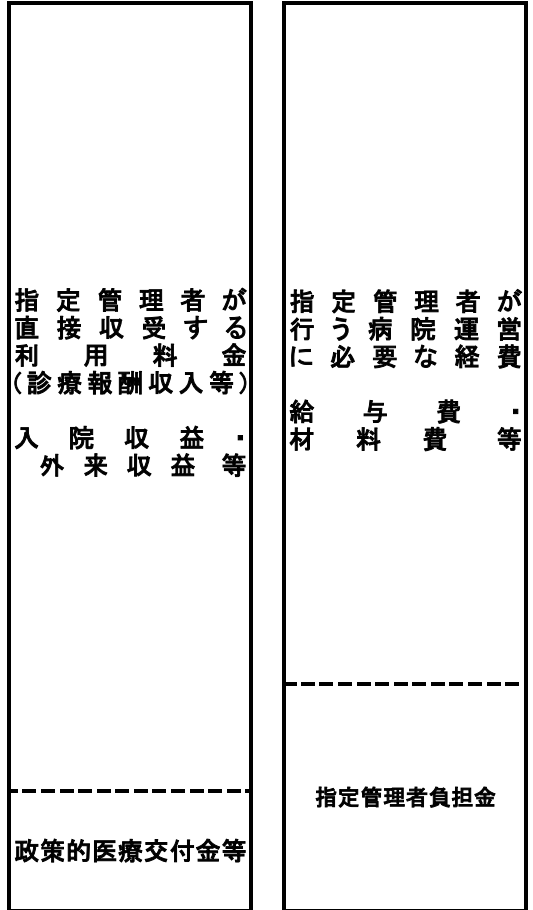 指定管理者が
直接収受する
利用料金
(診療報酬収入等)
入院収益・
外来収益等
政策的医療交付金等
指定管理者が
行う病院運営
に必要な経費
給与費・
材料費等
指定管理者負担金